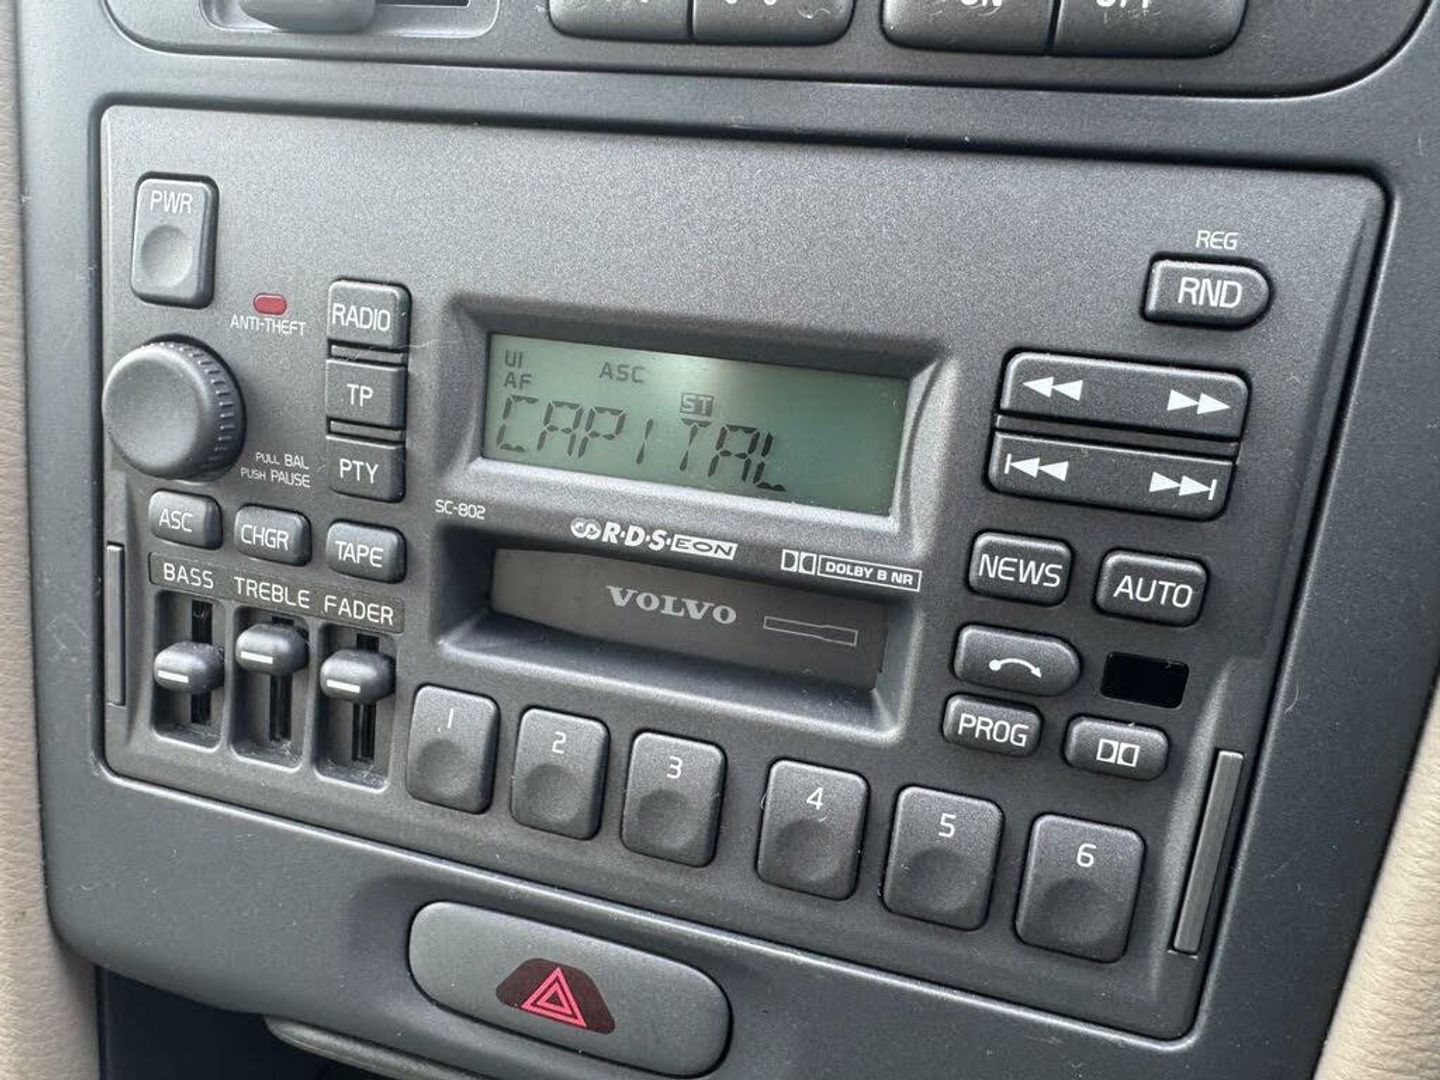 PWR
REG
RND
ANTI-THEFT
RADIO
TP
PTY
PULL BAL
PUSH PAUSE
UI
AF
ASC
ST
CAPITAL
SC-802
R·D·S·EON
DOLBY B NR
ASC
CHGR
TAPE
BASS
TREBLE
FADER
VOLVO
NEWS
AUTO
PROG
1
2
3
4
5
6